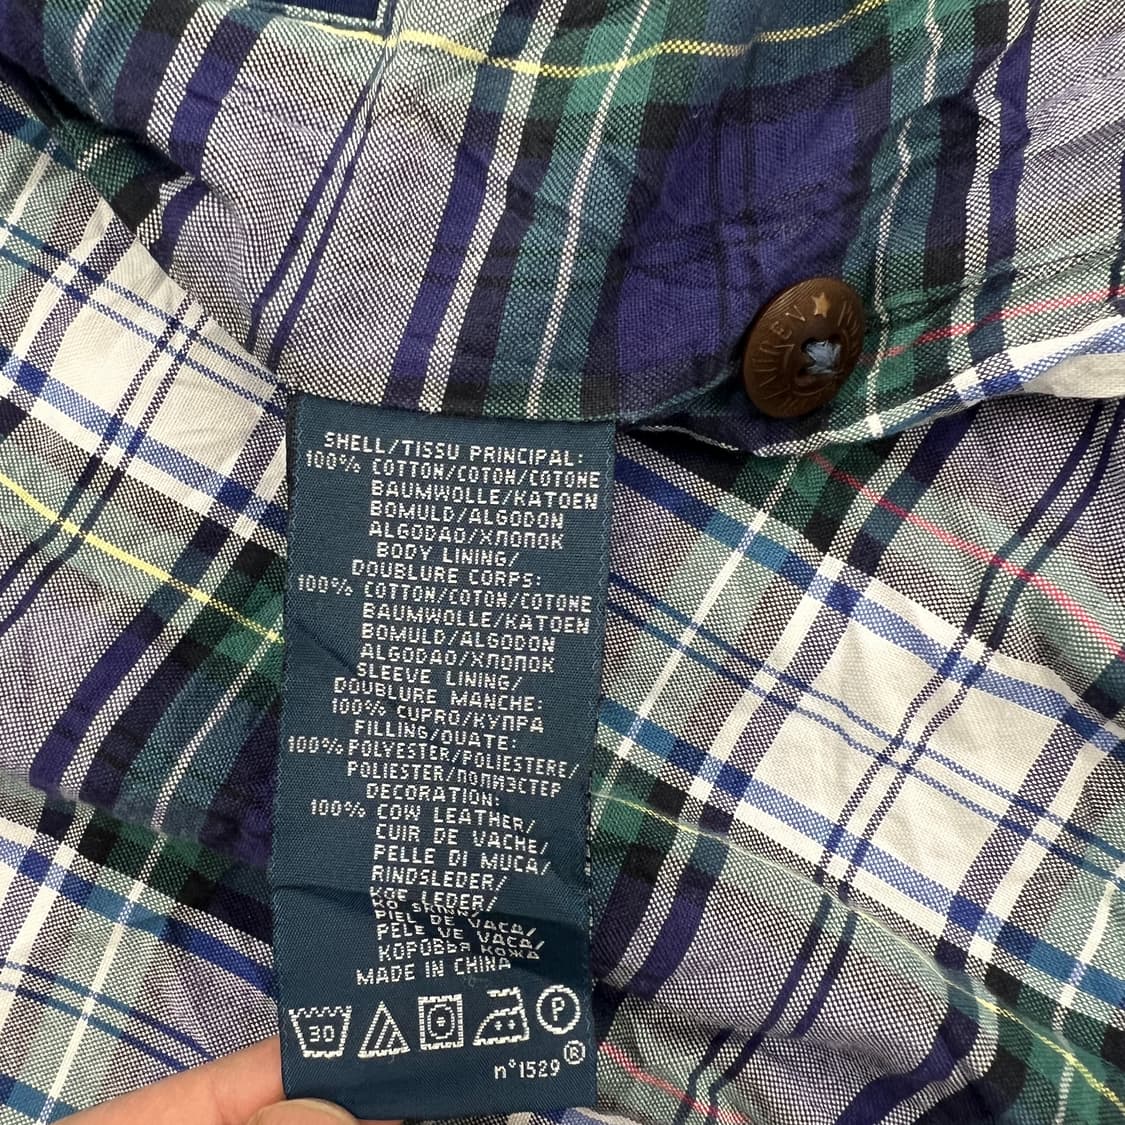 LAUREN ★
SHELL/TISSU PRINCIPAL:
100% COTTON/COTON/COTONE
BAUMWOLLE/KATOEN
BOMULD/ALGODON
ALGODAO/ХЛОПОК
BODY LINING/
DOUBLURE CORPS:
100% COTTON/COTON/COTONE
BAUMWOLLE/KATOEN
BOMULD/ALGODON
ALGODAO/ХЛОПОК
SLEEVE LINING/
DOUBLURE MANCHE:
100% CUPRO/КУПРА
FILLING/OUATE:
100% POLYESTER/POLIESTERE/
POLIESTER/ПОЛИЭСТЕР
DECORATION:
100% COW LEATHER/
CUIR DE VACHE/
PELLE DI MUCA/
RINDSLEDER/
KOE LEDER/
KO SKINN/
PIEL DE VACA/
PELE VE VACA/
КОРОВЬЯ КОЖА
MADE IN CHINA
30 P
n°1529 ®